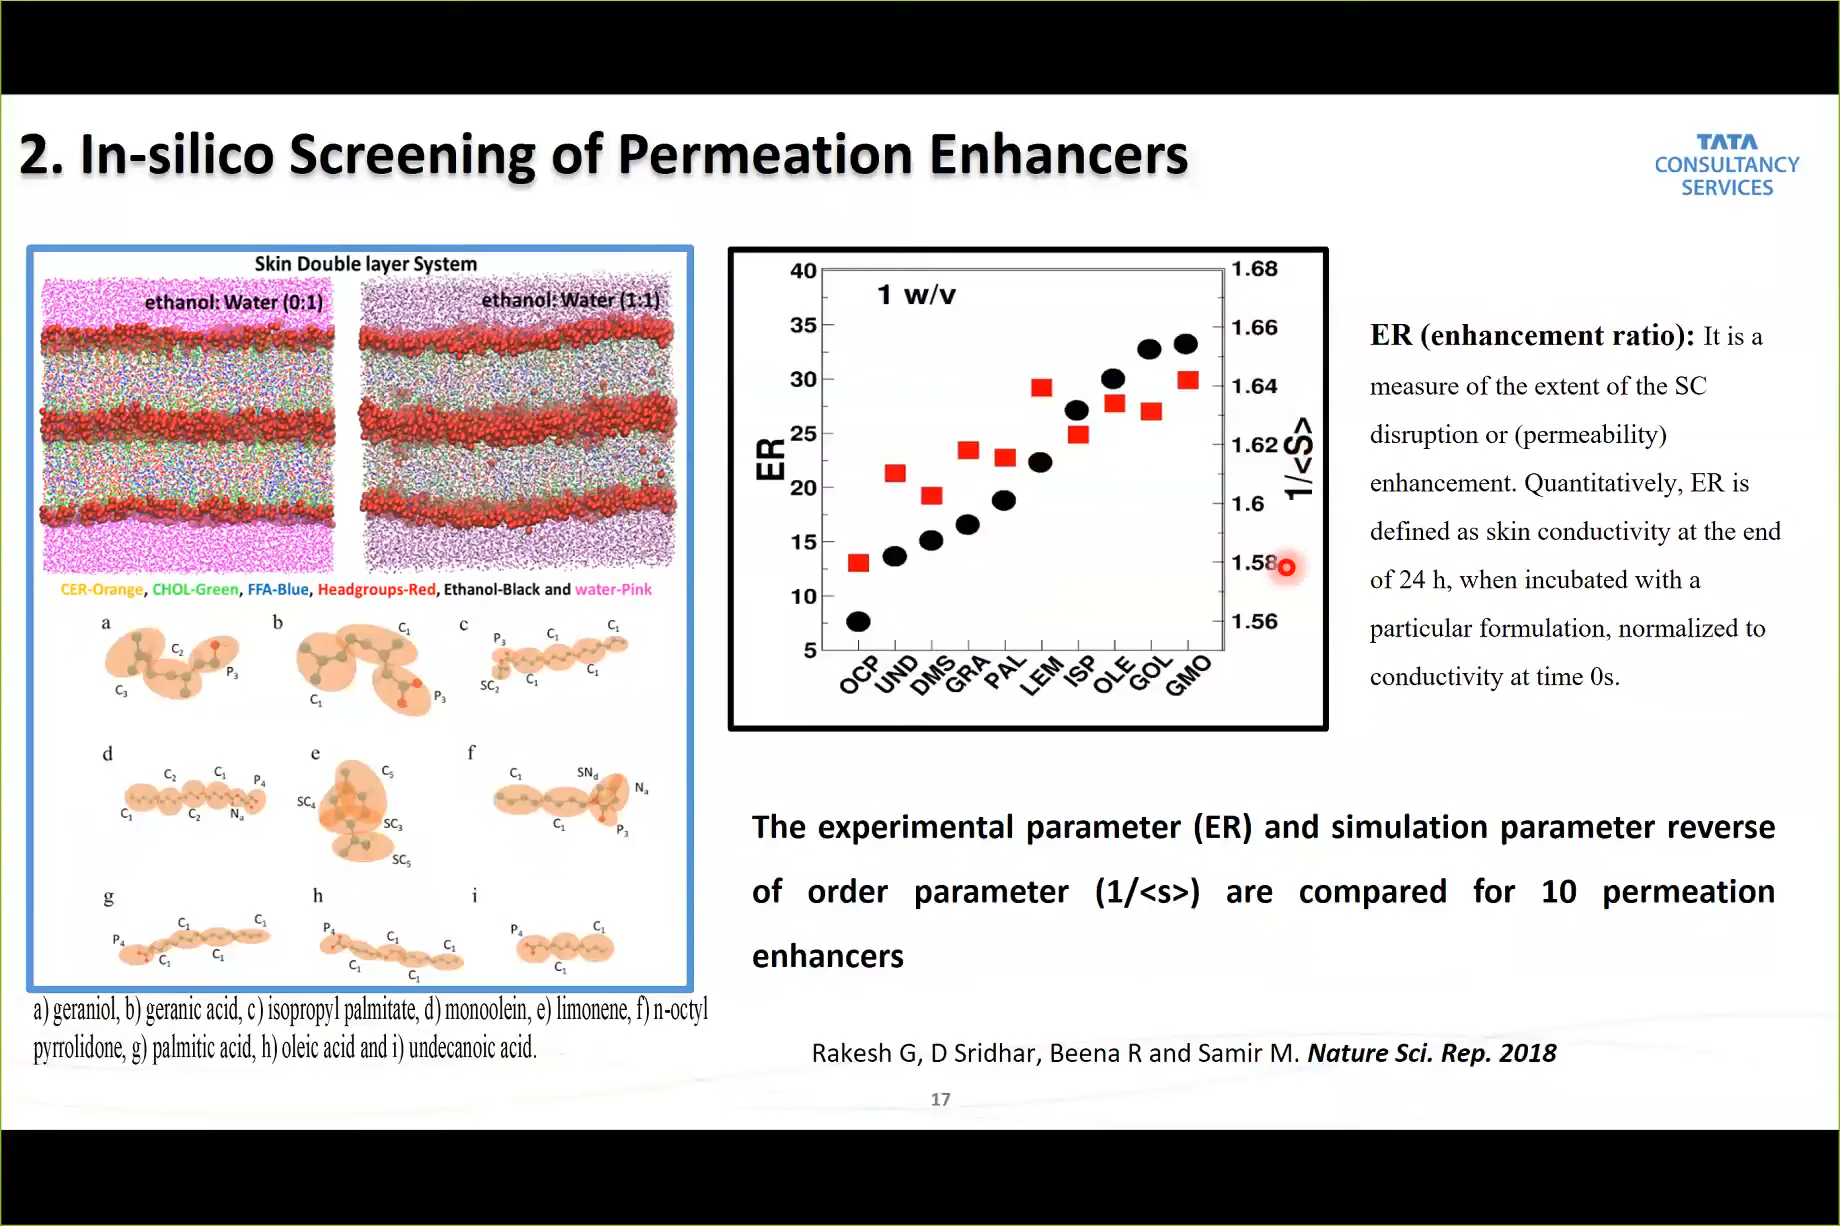 2. In-silico Screening of Permeation Enhancers
TATA
CONSULTANCY
SERVICES
Skin Double layer System
ethanol: Water (0:1)
ethanol: Water (1:1)
CER-Orange, CHOL-Green, FFA-Blue, Headgroups-Red, Ethanol-Black and water-Pink
a
C2
P3
C3
b
C1
C1
P3
c
P3
C1
C1
SC2
C1
C1
d
C2
C1
P4
C1
C2
Na
e
C5
SC4
SC3
SC5
f
C1
SNd
Na
C1
P3
g
P4
C1
C1
C1
C1
h
P4
C1
C1
C1
C1
i
P4
C1
C1
a) geraniol, b) geranic acid, c) isopropyl palmitate, d) monoolein, e) limonene, f) n-octyl
pyrrolidone, g) palmitic acid, h) oleic acid and i) undecanoic acid.
1 w/v
ER
40
35
30
25
20
15
10
5
1.68
1.66
1.64
1.62
1.6
1.58
1.56
1/<S>
OCP
UND
DMS
GRA
PAL
LEM
ISP
OLE
GOL
GMO
ER (enhancement ratio): It is a
measure of the extent of the SC
disruption or (permeability)
enhancement. Quantitatively, ER is
defined as skin conductivity at the end
of 24 h, when incubated with a
particular formulation, normalized to
conductivity at time 0s.
The experimental parameter (ER) and simulation parameter reverse
of order parameter (1/<s>) are compared for 10 permeation
enhancers
Rakesh G, D Sridhar, Beena R and Samir M. Nature Sci. Rep. 2018
17